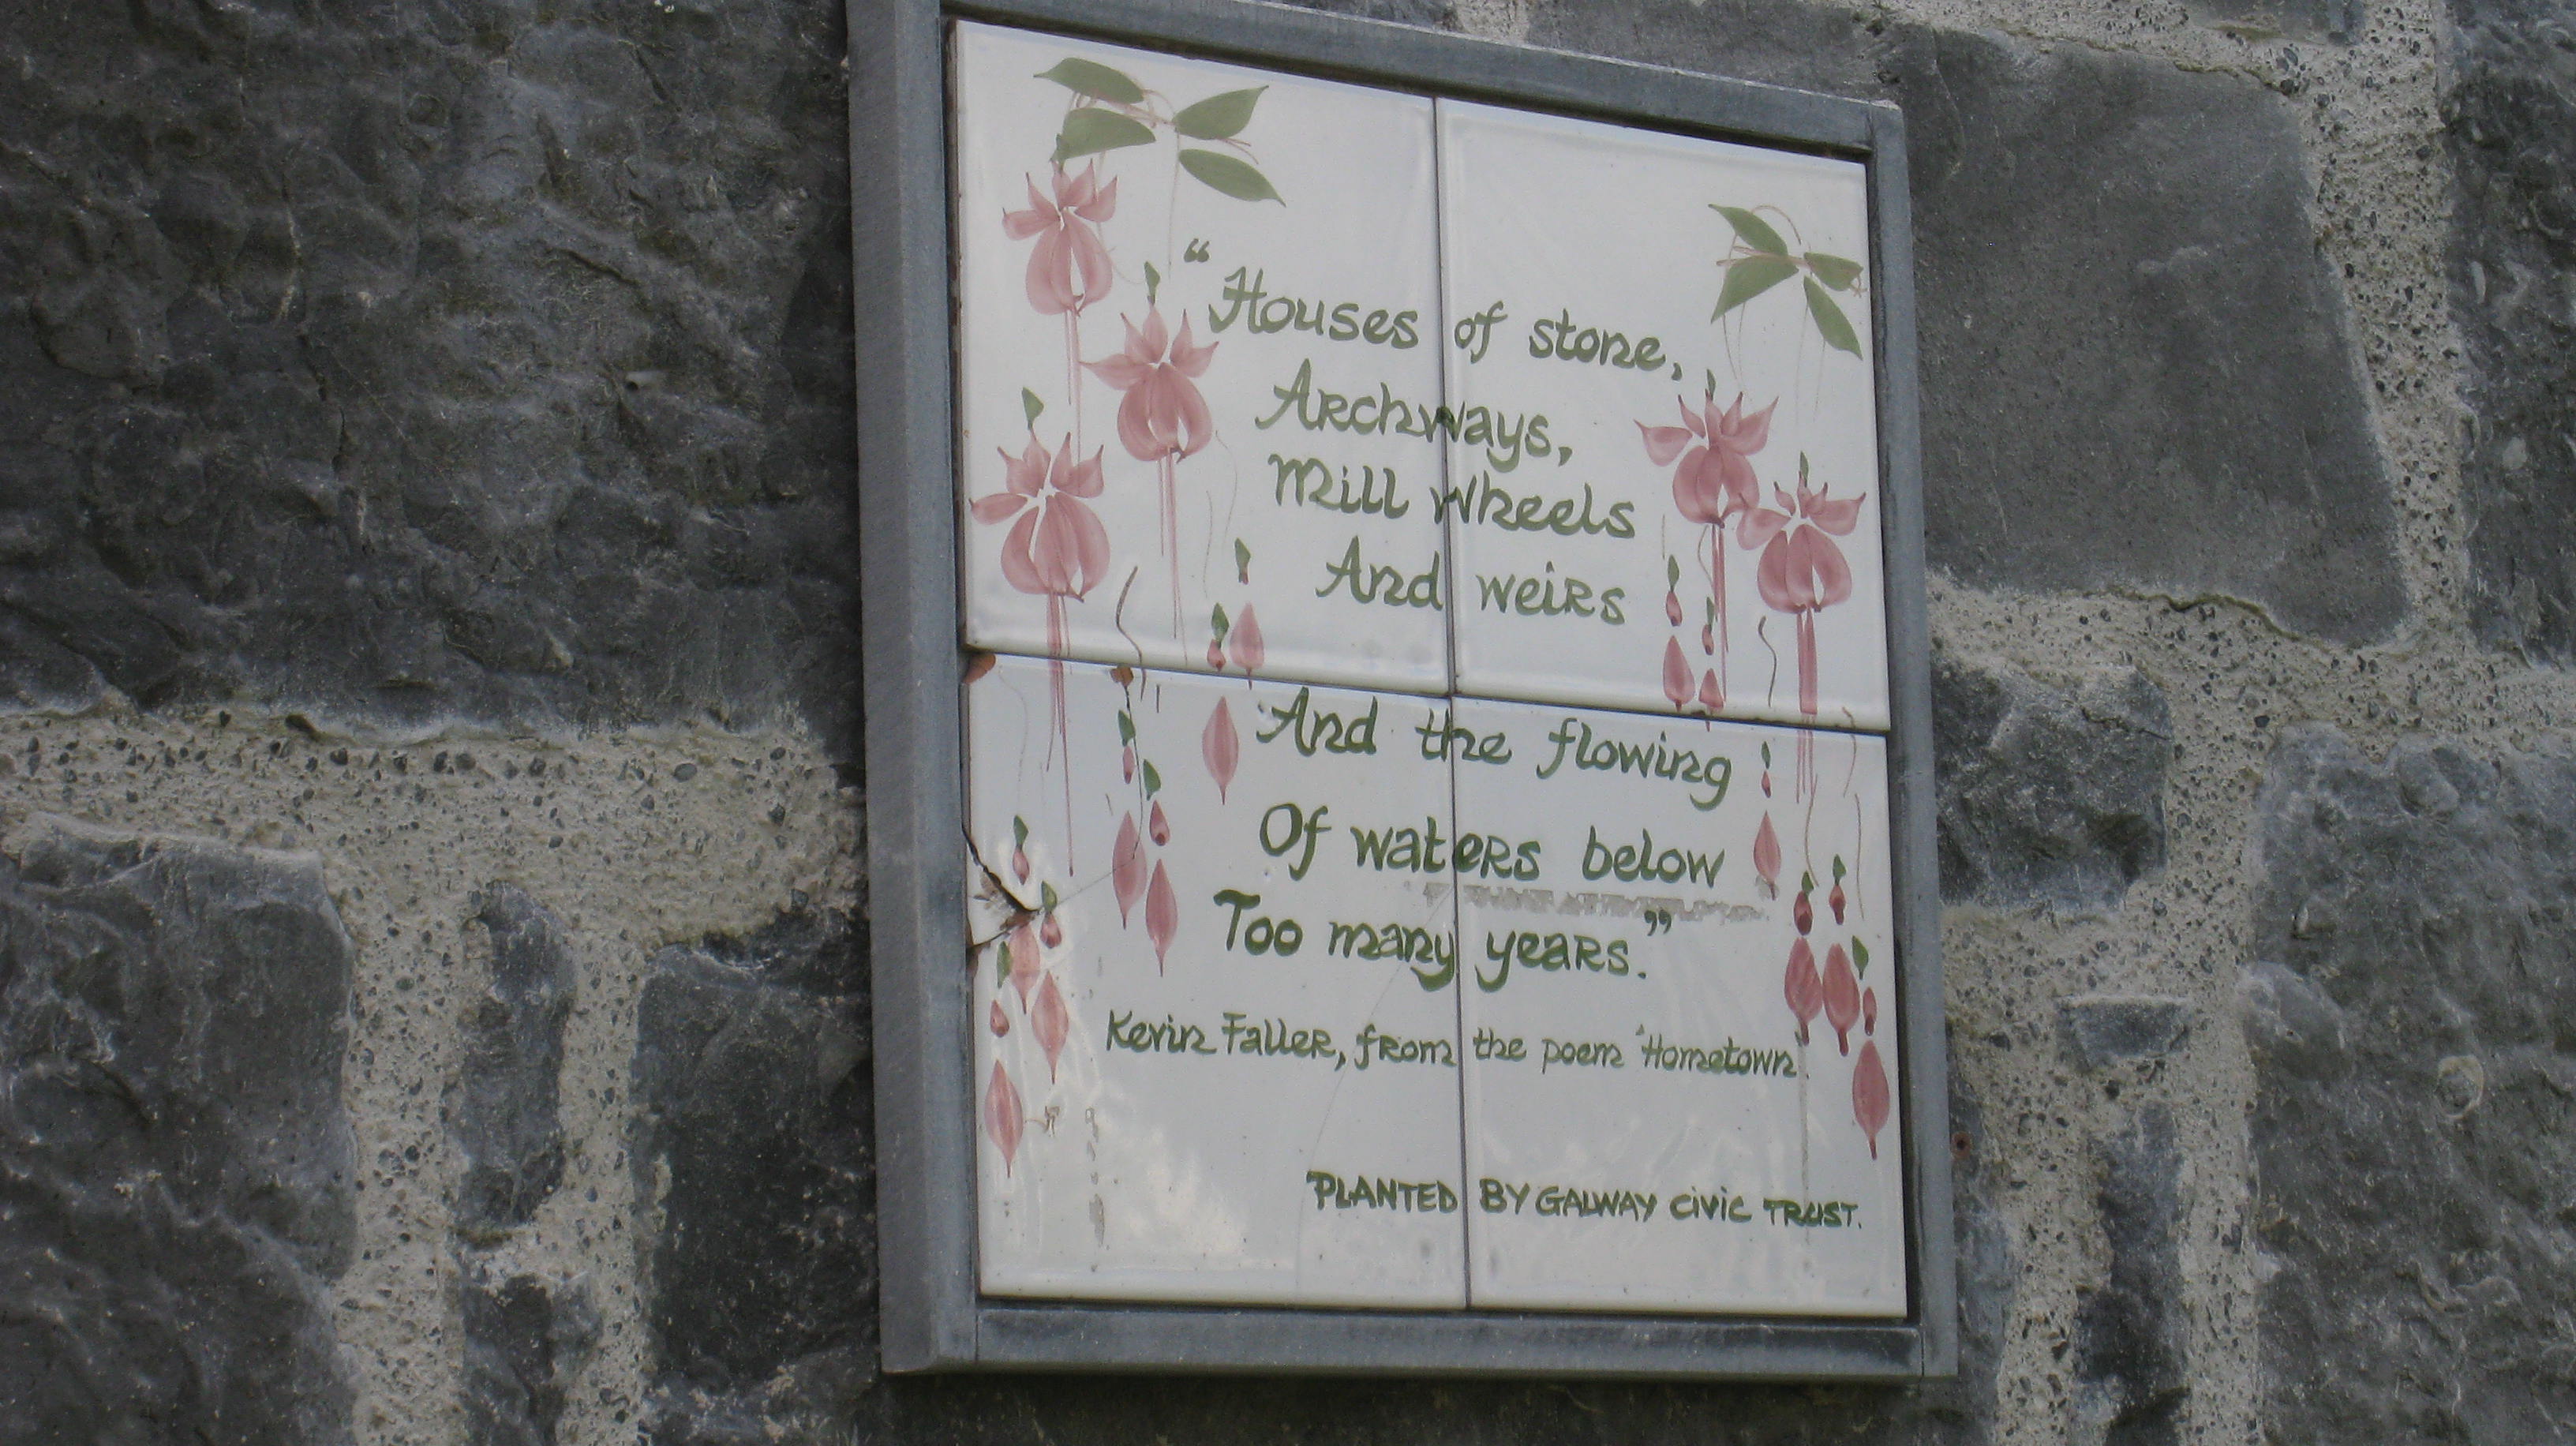 “Houses of stone,
Archways,
Mill wheels
And weirs
And the flowing
Of waters below
Too many years.”
Kevin Faller, from the poem 'Hometown'.
PLANTED BY GALWAY CIVIC TRUST.